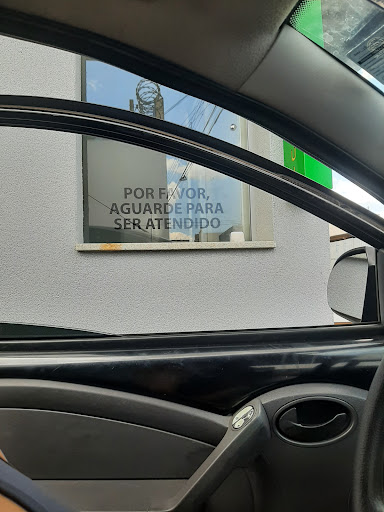 POR FAVOR,
AGUARDE PARA
SER ATENDIDO